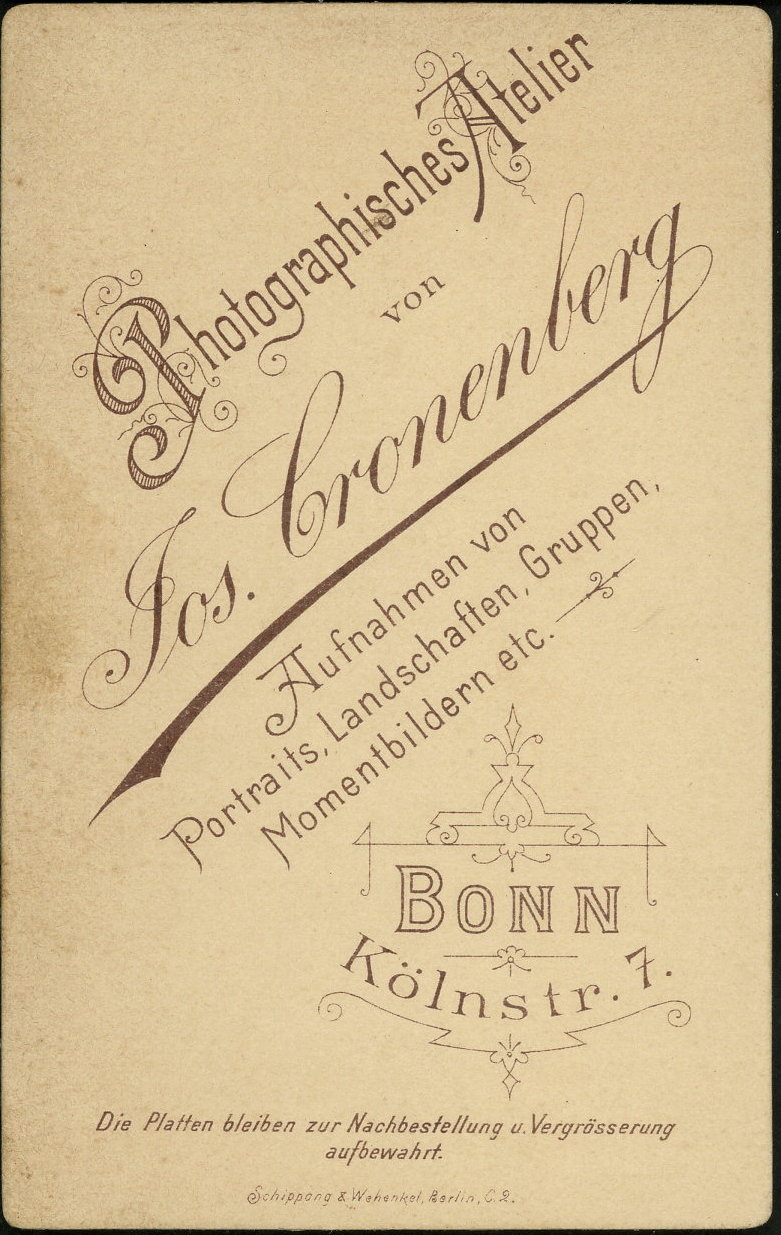 Photographisches Atelier
von
Jos. Cronenberg
Aufnahmen von
Portraits, Landschaften, Gruppen,
Momentbildern etc.
BONN
Kölnstr. 7.
Die Platten bleiben zur Nachbestellung u. Vergrösserung
aufbewahrt.
Schippang & Wehenkel, Berlin, C. 2.